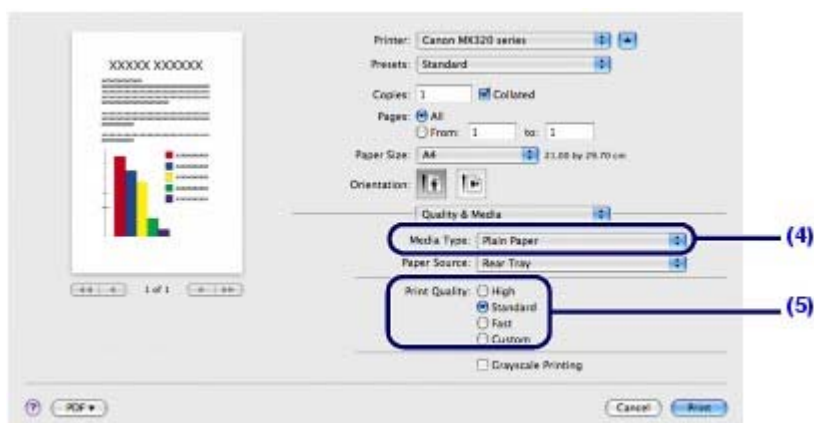 XXXXX XXXXXX
Printer: Canon MX320 series
Presets: Standard
Copies: 1 Collated
Pages: All
From: 1 to: 1
Paper Size: A4 21.00 by 29.70 cm
Orientation:
Quality & Media
Media Type: Plain Paper (4)
Paper Source: Rear Tray
1 of 1
Print Quality: High
Standard (5)
Fast
Custom
Grayscale Printing
? PDF Cancel Print